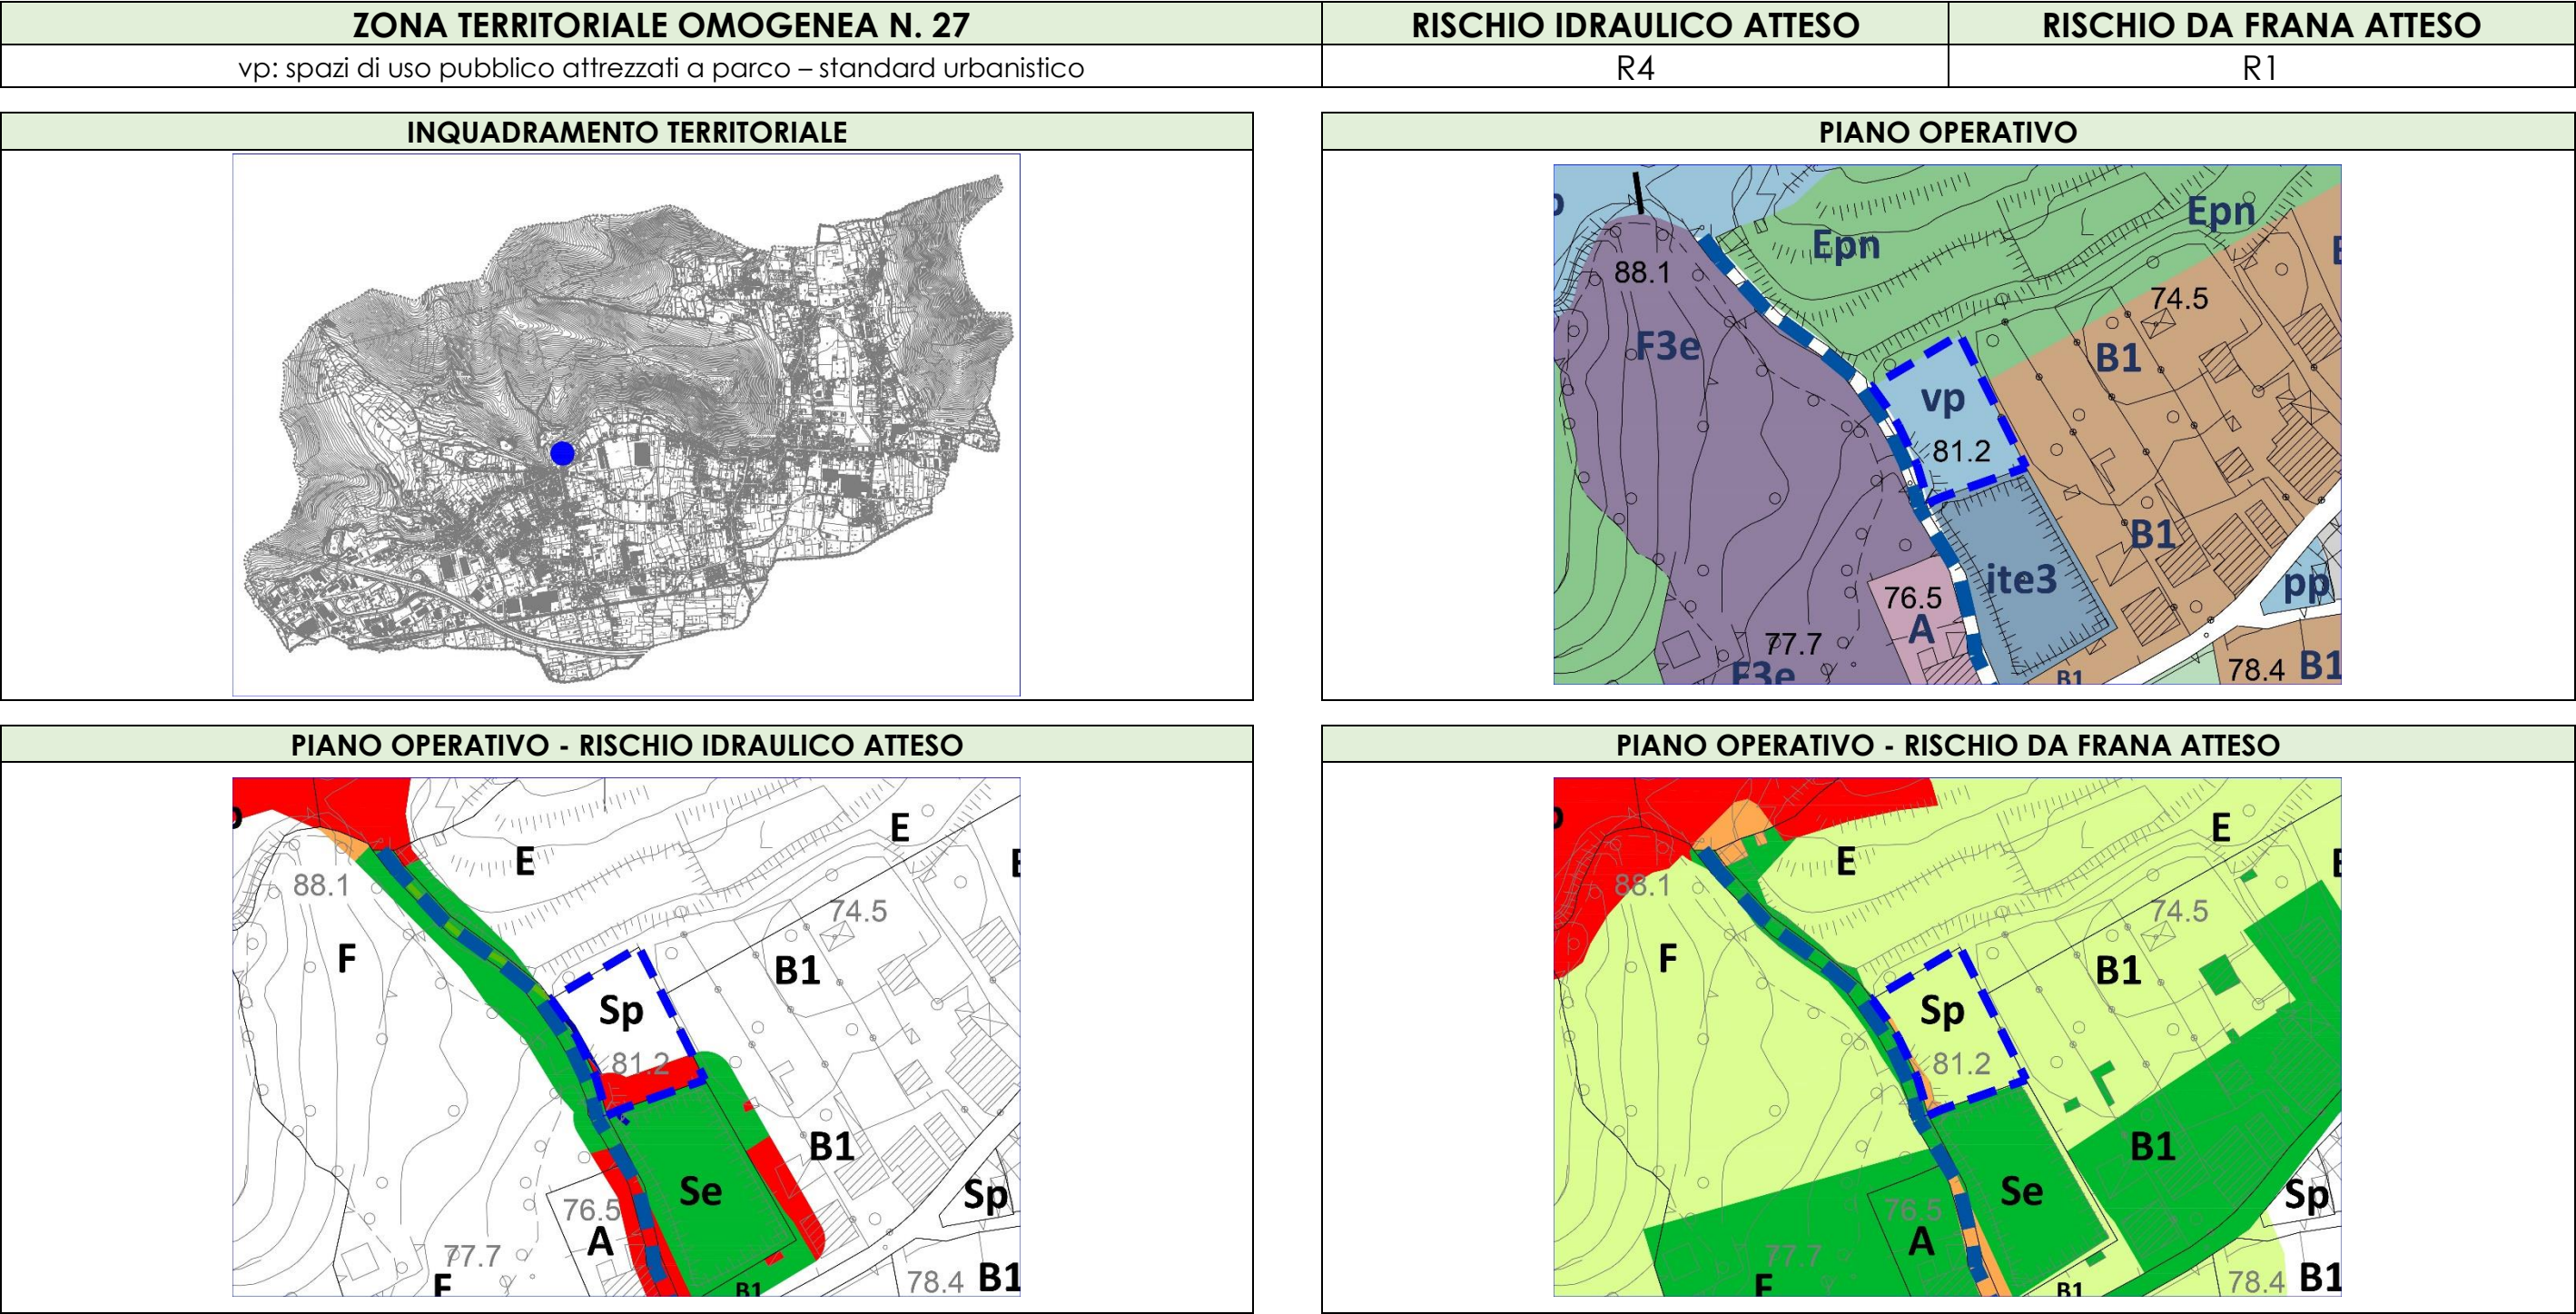 ZONA TERRITORIALE OMOGENEA N. 27
RISCHIO IDRAULICO ATTESO
RISCHIO DA FRANA ATTESO
vp: spazi di uso pubblico attrezzati a parco – standard urbanistico
R4
R1
INQUADRAMENTO TERRITORIALE
PIANO OPERATIVO
Epn
Epn
88.1
74.5
F3e
B1
vp
81.2
B1
ite3
pp
76.5
A
77.7
F3e
B1
78.4
B1
PIANO OPERATIVO - RISCHIO IDRAULICO ATTESO
E
E
88.1
74.5
F
B1
Sp
81.2
B1
Se
Sp
76.5
A
77.7
F
B1
78.4
B1
PIANO OPERATIVO - RISCHIO DA FRANA ATTESO
E
E
88.1
74.5
F
B1
Sp
81.2
B1
Se
Sp
76.5
A
77.7
F
B1
78.4
B1